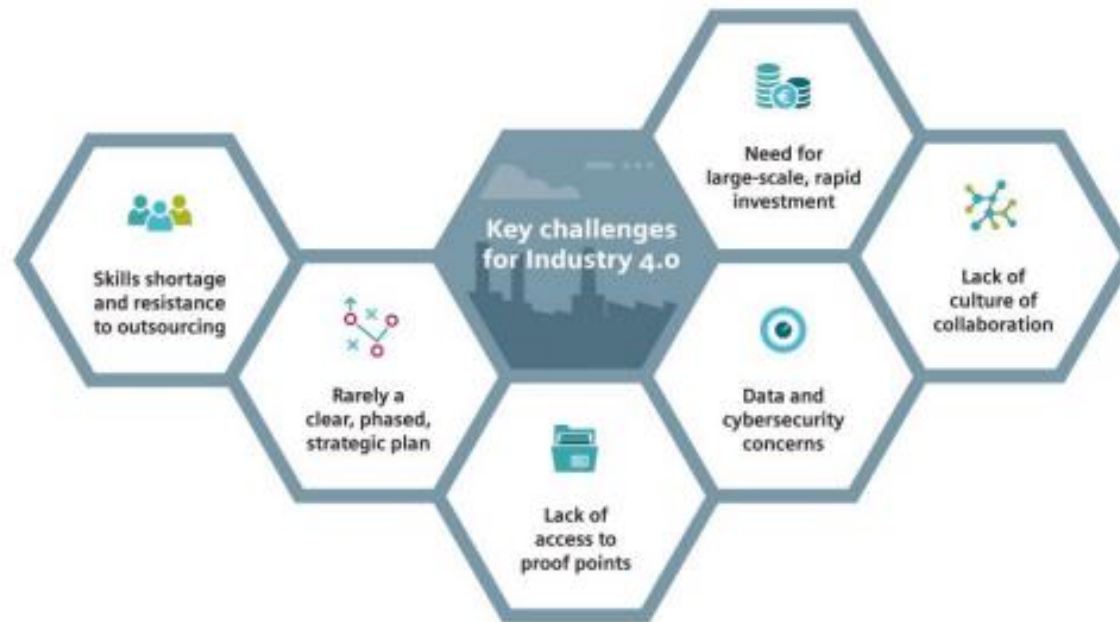 Key challenges
for Industry 4.0
Skills shortage
and resistance
to outsourcing
Rarely a
clear, phased,
strategic plan
Lack of
access to
proof points
Data and
cybersecurity
concerns
Need for
large-scale, rapid
investment
Lack of
culture of
collaboration